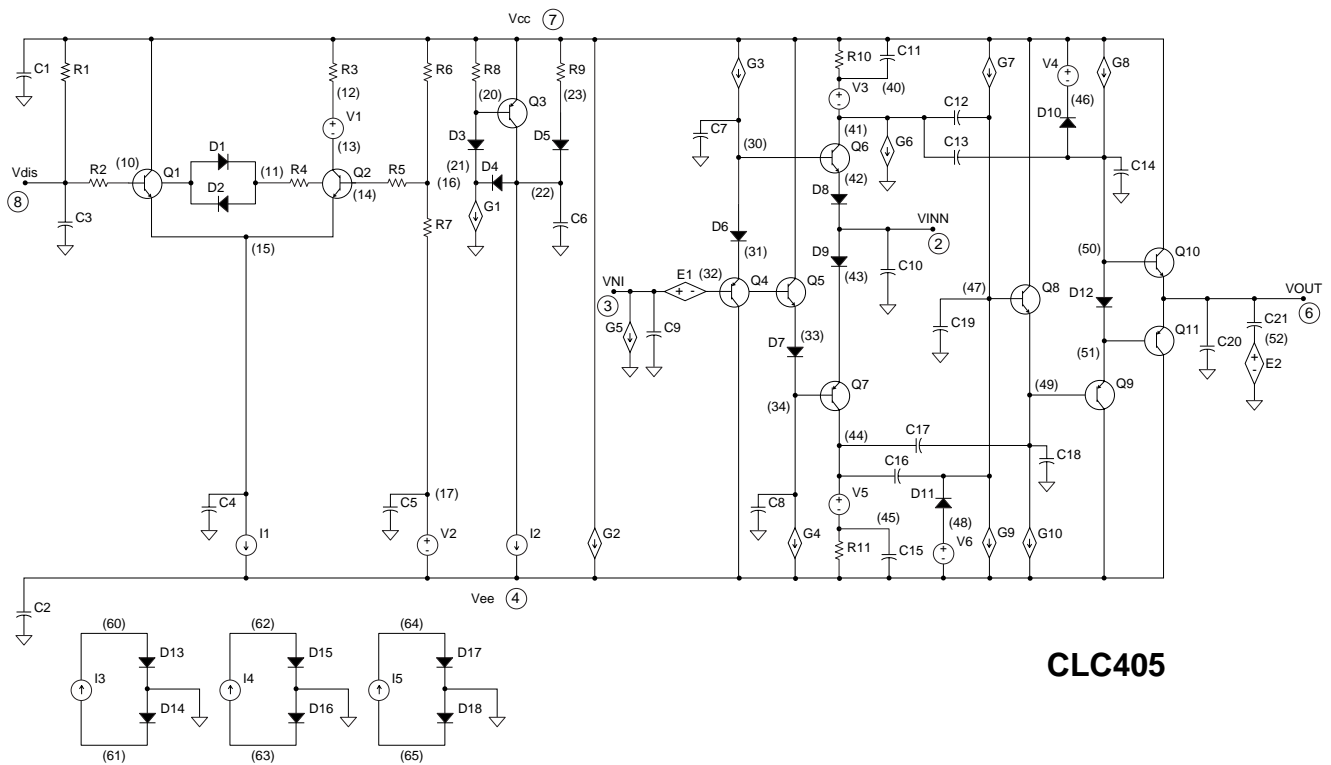 Vcc 7
C1 R1 R3 R6 R8 R9 G3 R10 C11 G7 V4 G8
(12) (20) (23) V3 (40) (46)
V1 Q3 C12 D10
(13) D3 D5 C7 (41) G6 C13 C14
D1 (21) D4 (30) Q6
Vdis R2 (10) Q1 (11) R4 Q2 R5 (16) (22) (42)
8 D2 (14) G1 D8
C3 R7 C6 VINN
(15) D6 D9 2 (50) Q10
(31) (43) C10
VNI E1 (32) Q4 Q5 (47) Q8 D12 VOUT
3 6
G5 C9 D7 (33) C19 Q11 C20 C21
(51) (52)
Q7 (49) Q9 E2
(34)
(44) C17
C18
C16
C4 C5 (17) C8 V5 D11
(45) (48)
I1 V2 I2 G2 G4 R11 C15 V6 G9 G10
C2 Vee 4
(60) (62) (64)
D13 D15 D17
I3 I4 I5
D14 D16 D18
(61) (63) (65)
CLC405